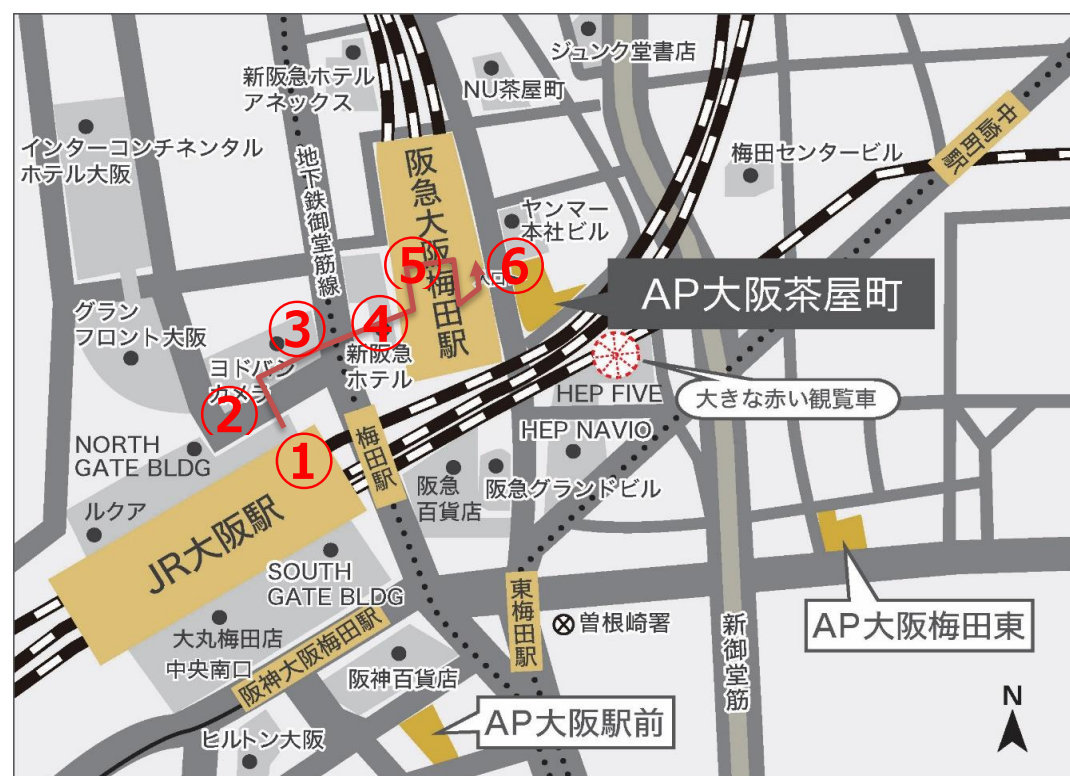 ジュンク堂書店
新阪急ホテル
アネックス
NU茶屋町
インターコンチネンタル
ホテル大阪
地下鉄御堂筋線
阪急大阪梅田駅
梅田センタービル
中崎町駅
ヤンマー
本社ビル
⑤
⑥
AP大阪茶屋町
グラン
フロント大阪
③
④
ヨドバシ
カメラ
新阪急
ホテル
②
HEP FIVE
大きな赤い観覧車
①
NORTH
GATE BLDG
梅田駅
HEP NAVIO
阪急
百貨店
阪急グランドビル
ルクア
JR大阪駅
SOUTH
GATE BLDG
東梅田駅
曽根崎署
新御堂筋
AP大阪梅田東
大丸梅田店
中央南口
阪神大阪梅田駅
阪神百貨店
AP大阪駅前
ヒルトン大阪
N